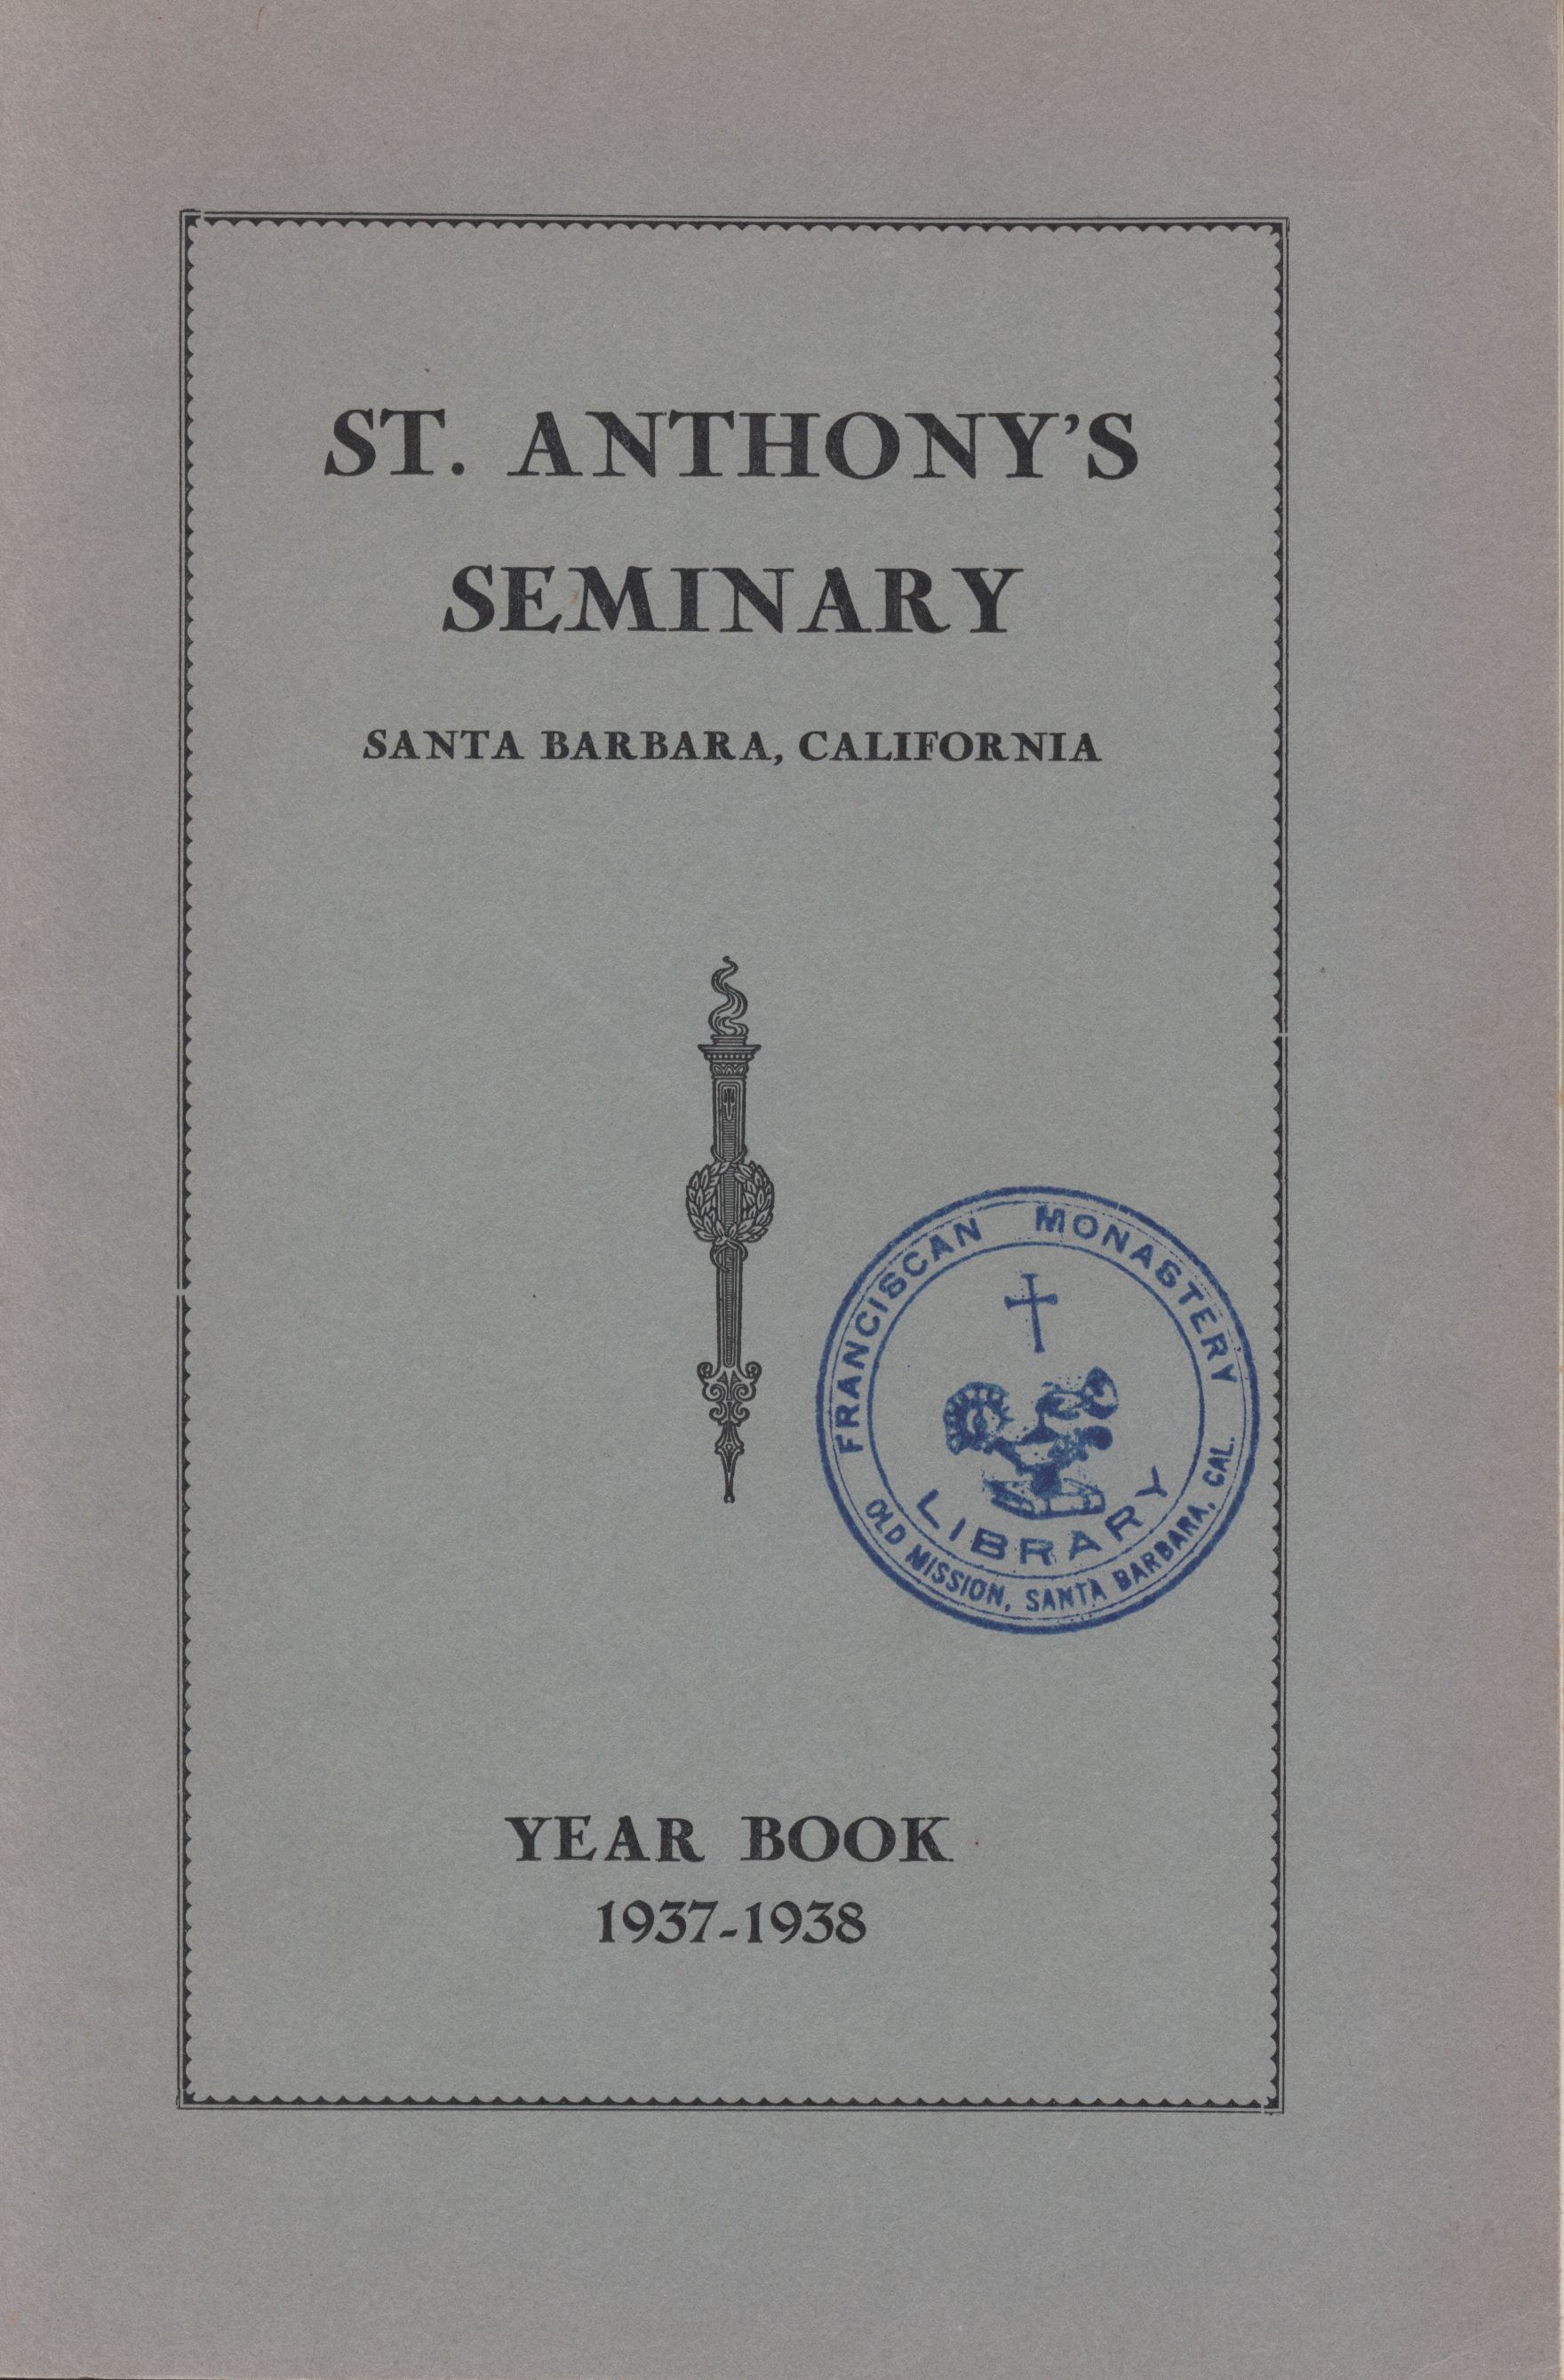 ST. ANTHONY'S
SEMINARY
SANTA BARBARA, CALIFORNIA
FRANCISCAN MONASTERY
LIBRARY
OLD MISSION, SANTA BARBARA, CAL.
YEAR BOOK
1937-1938